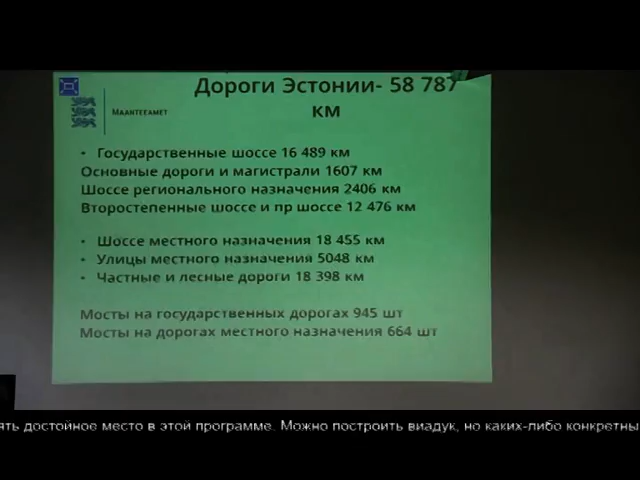 Дороги Эстонии- 58 787
км
Maanteeamet
• Государственные шоссе 16 489 км
Основные дороги и магистрали 1607 км
Шоссе регионального назначения 2406 км
Второстепенные шоссе и пр шоссе 12 476 км
• Шоссе местного назначения 18 455 км
• Улицы местного назначения 5048 км
• Частные и лесные дороги 18 398 км
Мосты на государственных дорогах 945 шт
Мосты на дорогах местного назначения 664 шт
ять достойное место в этой программе. Можно построить виадук, но каких-либо конкретны